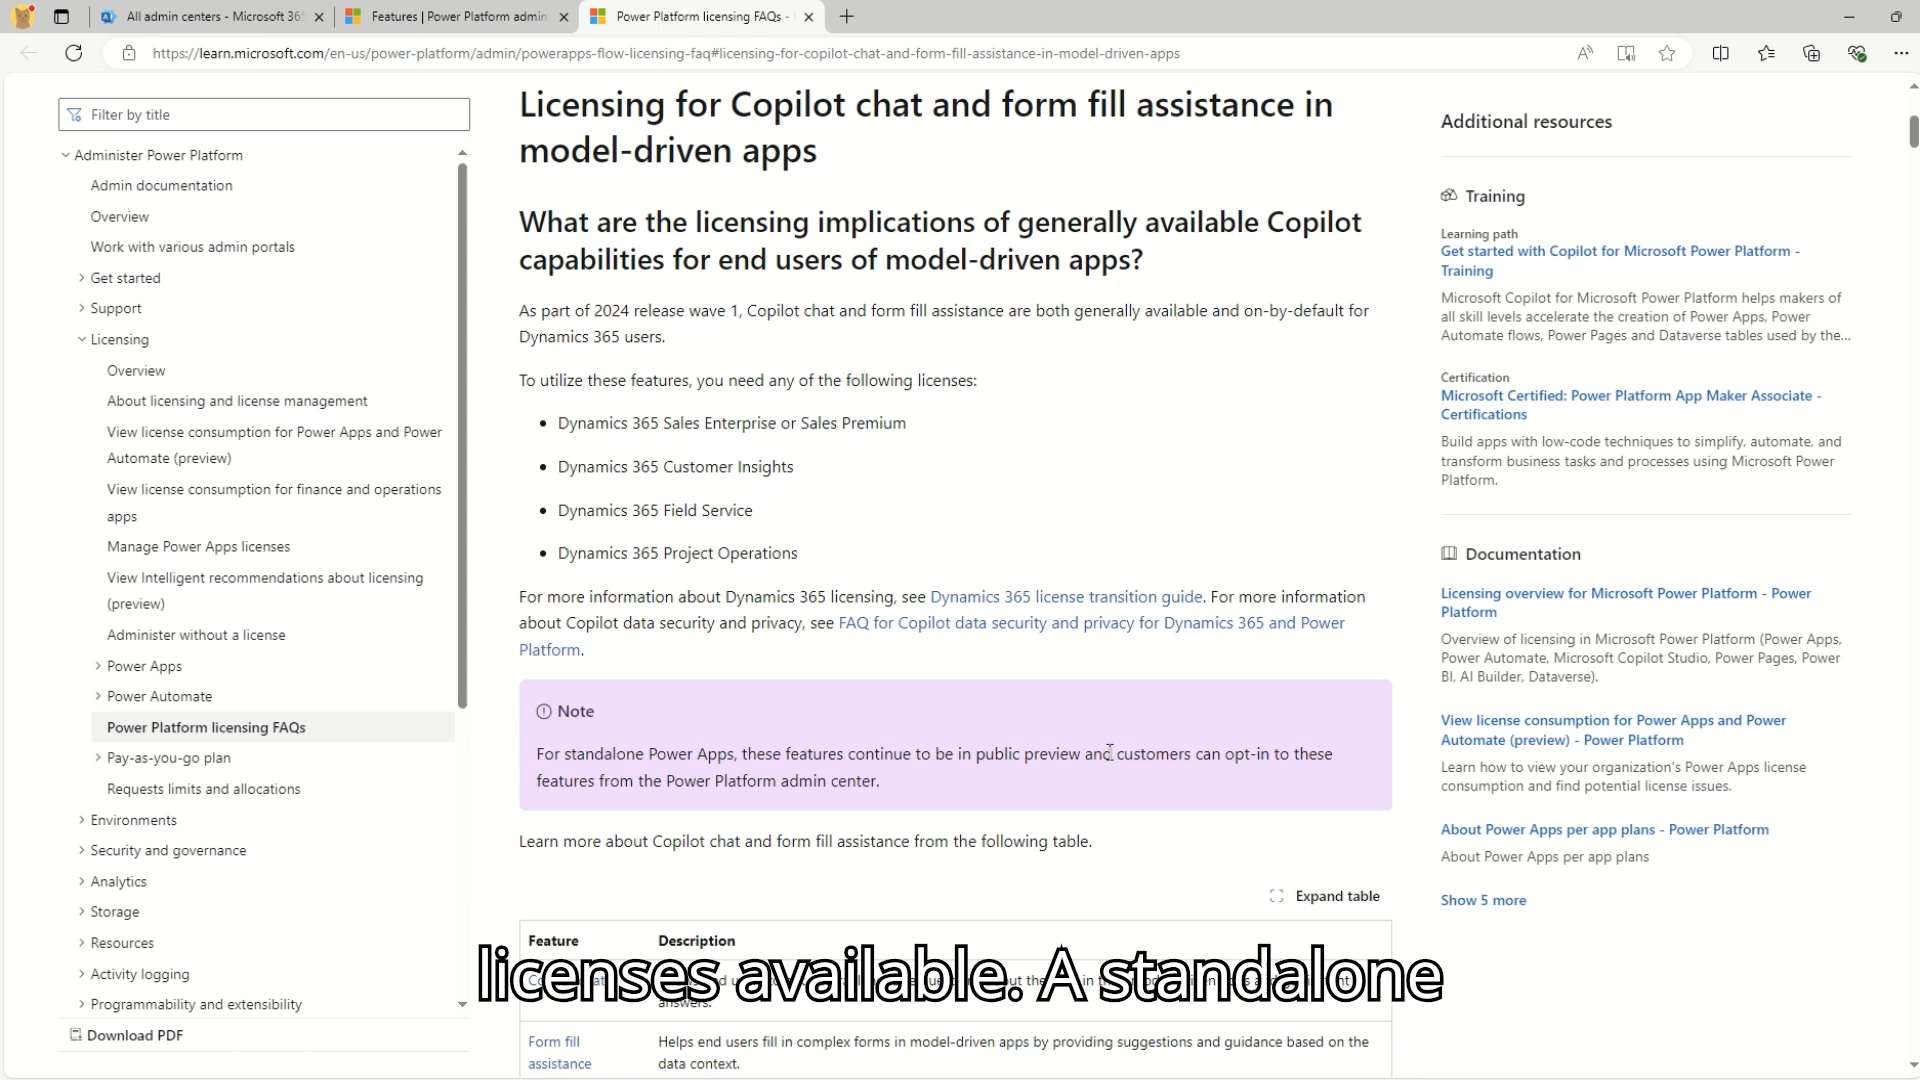 All admin centers - Microsoft 36
Features | Power Platform admin
Power Platform licensing FAQs -
https://learn.microsoft.com/en-us/power-platform/admin/powerapps-flow-licensing-faq#licensing-for-copilot-chat-and-form-fill-assistance-in-model-driven-apps
Filter by title
Administer Power Platform
Admin documentation
Overview
Work with various admin portals
Get started
Support
Licensing
Overview
About licensing and license management
View license consumption for Power Apps and Power
Automate (preview)
View license consumption for finance and operations
apps
Manage Power Apps licenses
View Intelligent recommendations about licensing
(preview)
Administer without a license
Power Apps
Power Automate
Power Platform licensing FAQs
Pay-as-you-go plan
Requests limits and allocations
Environments
Security and governance
Analytics
Storage
Resources
Activity logging
Programmability and extensibility
Download PDF
Licensing for Copilot chat and form fill assistance in
model-driven apps
What are the licensing implications of generally available Copilot
capabilities for end users of model-driven apps?
As part of 2024 release wave 1, Copilot chat and form fill assistance are both generally available and on-by-default for
Dynamics 365 users.
To utilize these features, you need any of the following licenses:
• Dynamics 365 Sales Enterprise or Sales Premium
• Dynamics 365 Customer Insights
• Dynamics 365 Field Service
• Dynamics 365 Project Operations
For more information about Dynamics 365 licensing, see Dynamics 365 license transition guide. For more information
about Copilot data security and privacy, see FAQ for Copilot data security and privacy for Dynamics 365 and Power
Platform.
Note
For standalone Power Apps, these features continue to be in public preview and customers can opt-in to these
features from the Power Platform admin center.
Learn more about Copilot chat and form fill assistance from the following table.
Expand table
Feature Description
licenses available. A standalone
answers.
Form fill Helps end users fill in complex forms in model-driven apps by providing suggestions and guidance based on the
assistance data context.
Additional resources
Training
Learning path
Get started with Copilot for Microsoft Power Platform -
Training
Microsoft Copilot for Microsoft Power Platform helps makers of
all skill levels accelerate the creation of Power Apps, Power
Automate flows, Power Pages and Dataverse tables used by the...
Certification
Microsoft Certified: Power Platform App Maker Associate -
Certifications
Build apps with low-code techniques to simplify, automate, and
transform business tasks and processes using Microsoft Power
Platform.
Documentation
Licensing overview for Microsoft Power Platform - Power
Platform
Overview of licensing in Microsoft Power Platform (Power Apps,
Power Automate, Microsoft Copilot Studio, Power Pages, Power
BI, AI Builder, Dataverse).
View license consumption for Power Apps and Power
Automate (preview) - Power Platform
Learn how to view your organization's Power Apps license
consumption and find potential license issues.
About Power Apps per app plans - Power Platform
About Power Apps per app plans
Show 5 more